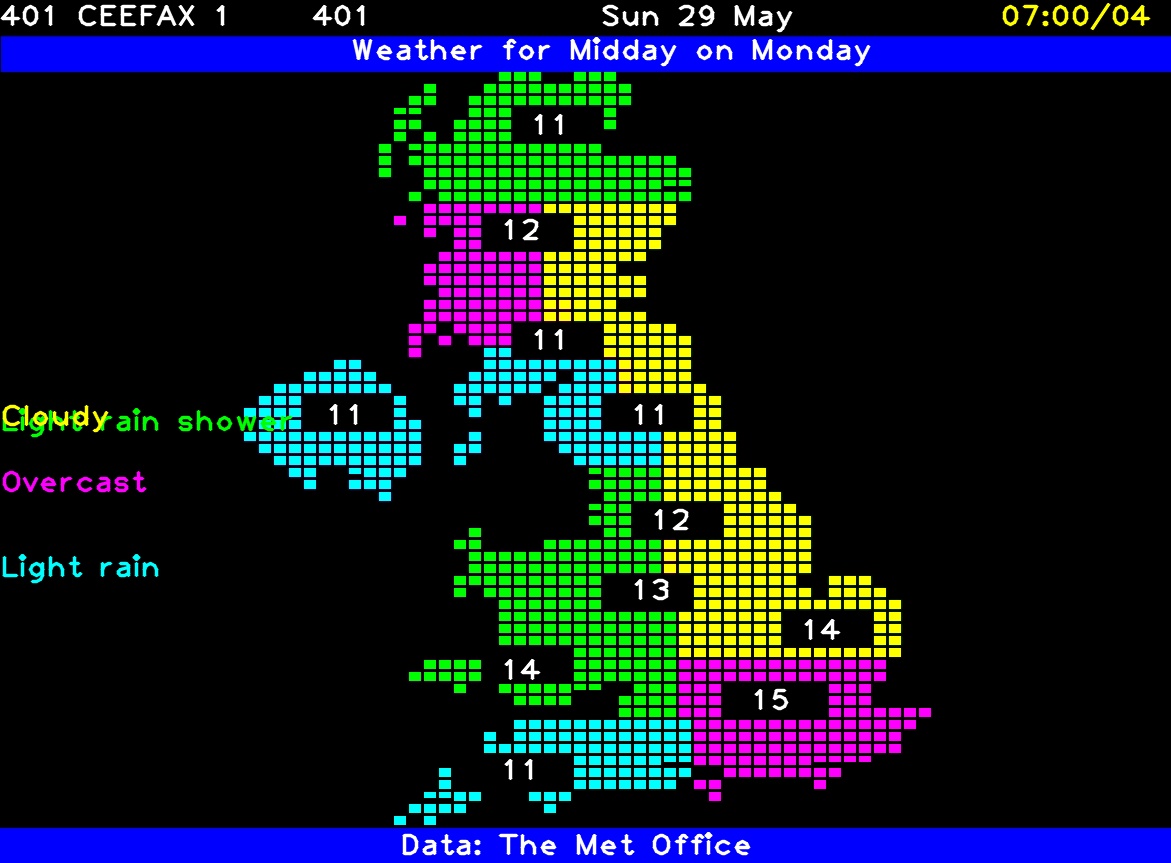 401 CEEFAX 1 401 Sun 29 May 07:00/04
Weather for Midday on Monday
11
12
11
Cloudy
Light rain shower
11
11
Overcast
12
Light rain
13
14
14
15
11
Data: The Met Office